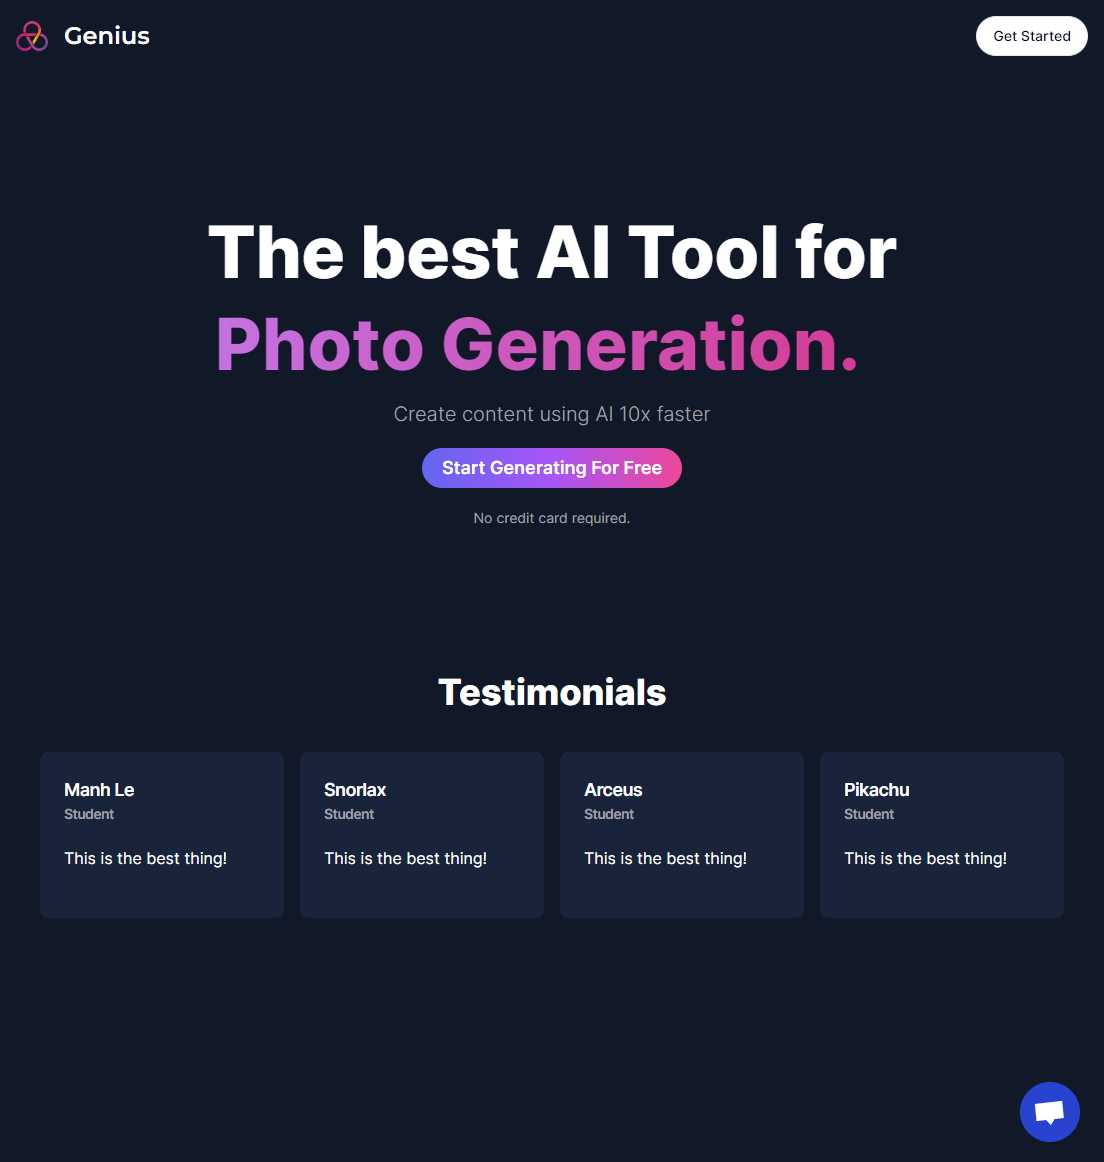 Genius
Get Started
The best AI Tool for
Photo Generation.
Create content using AI 10x faster
Start Generating For Free
No credit card required.
Testimonials
Manh Le
Student
This is the best thing!
Snorlax
Student
This is the best thing!
Arceus
Student
This is the best thing!
Pikachu
Student
This is the best thing!